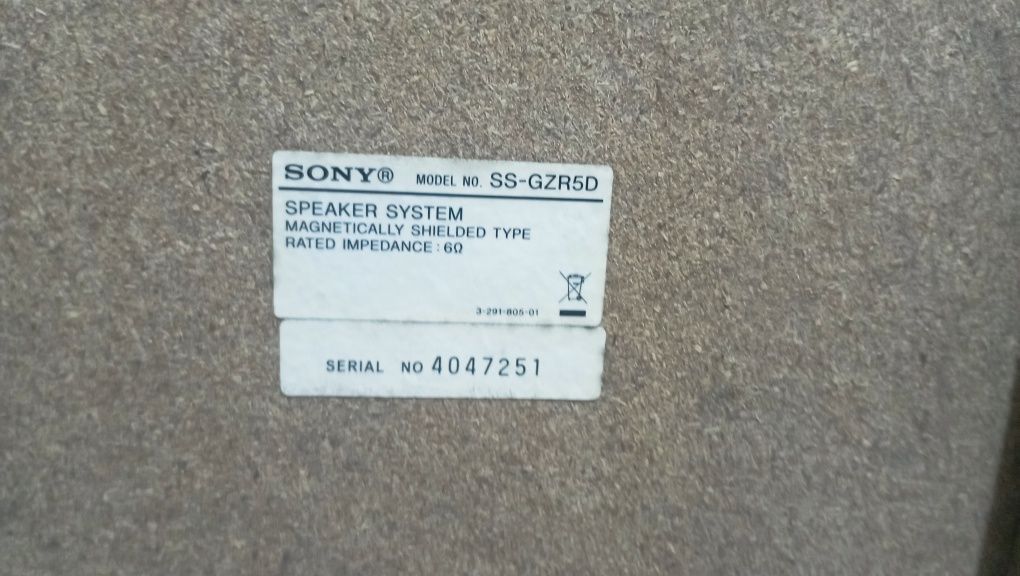 SONY® MODEL NO. SS-GZR5D
SPEAKER SYSTEM
MAGNETICALLY SHIELDED TYPE
RATED IMPEDANCE : 6Ω
3-291-805-01
SERIAL NO 4047251